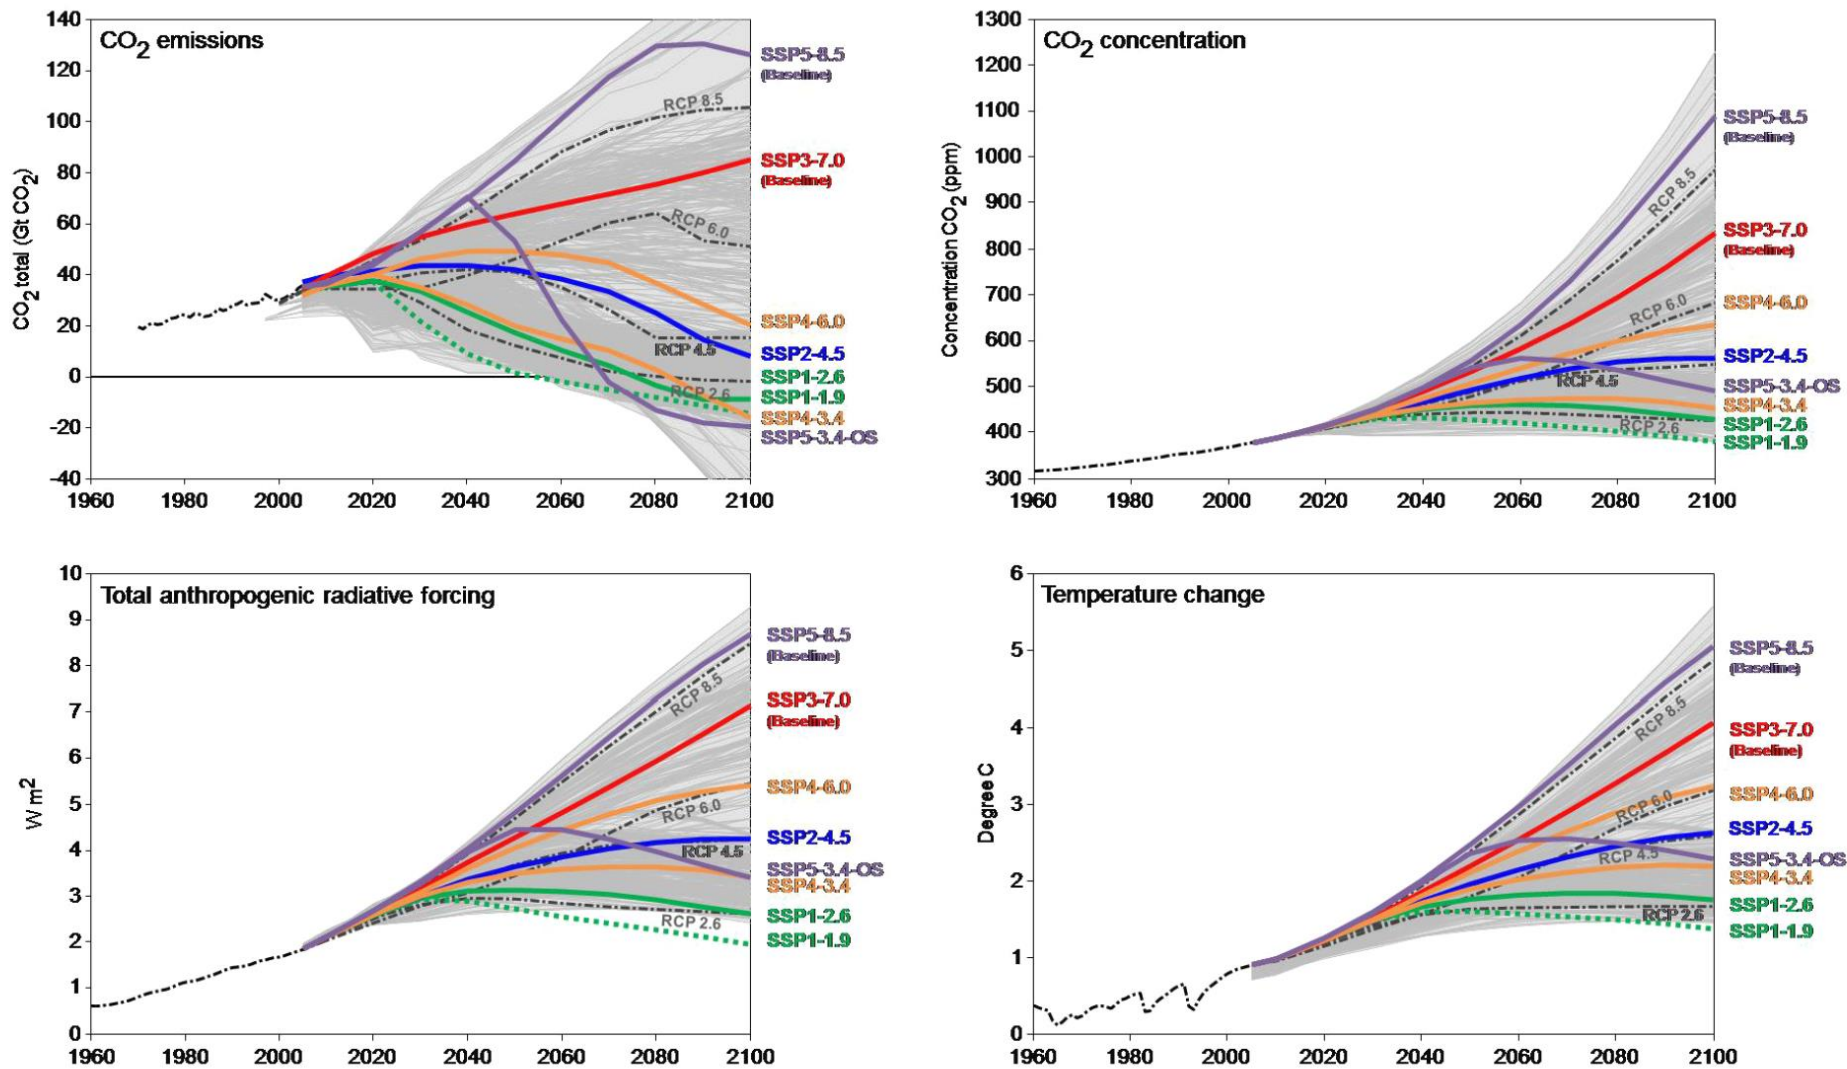 CO2 emissions
CO2 total (Gt CO2)
140
120
100
80
60
40
20
0
-20
-40
1960 1980 2000 2020 2040 2060 2080 2100
RCP 8.5
RCP 6.0
RCP 4.5
RCP 2.6
SSP5-8.5
(Baseline)
SSP3-7.0
(Baseline)
SSP4-6.0
SSP2-4.5
SSP1-2.6
SSP1-1.9
SSP4-3.4
SSP5-3.4-OS
CO2 concentration
Concentration CO2 (ppm)
1300
1200
1100
1000
900
800
700
600
500
400
300
1960 1980 2000 2020 2040 2060 2080 2100
RCP 8.5
RCP 6.0
RCP 4.5
RCP 2.6
SSP5-8.5
(Baseline)
SSP3-7.0
(Baseline)
SSP4-6.0
SSP2-4.5
SSP5-3.4-OS
SSP4-3.4
SSP1-2.6
SSP1-1.9
Total anthropogenic radiative forcing
W m2
10
9
8
7
6
5
4
3
2
1
0
1960 1980 2000 2020 2040 2060 2080 2100
RCP 8.5
RCP 6.0
RCP 4.5
RCP 2.6
SSP5-8.5
(Baseline)
SSP3-7.0
(Baseline)
SSP4-6.0
SSP2-4.5
SSP5-3.4-OS
SSP4-3.4
SSP1-2.6
SSP1-1.9
Temperature change
Degree C
6
5
4
3
2
1
0
1960 1980 2000 2020 2040 2060 2080 2100
RCP 8.5
RCP 6.0
RCP 4.5
RCP 2.6
SSP5-8.5
(Baseline)
SSP3-7.0
(Baseline)
SSP4-6.0
SSP2-4.5
SSP5-3.4-OS
SSP4-3.4
SSP1-2.6
SSP1-1.9